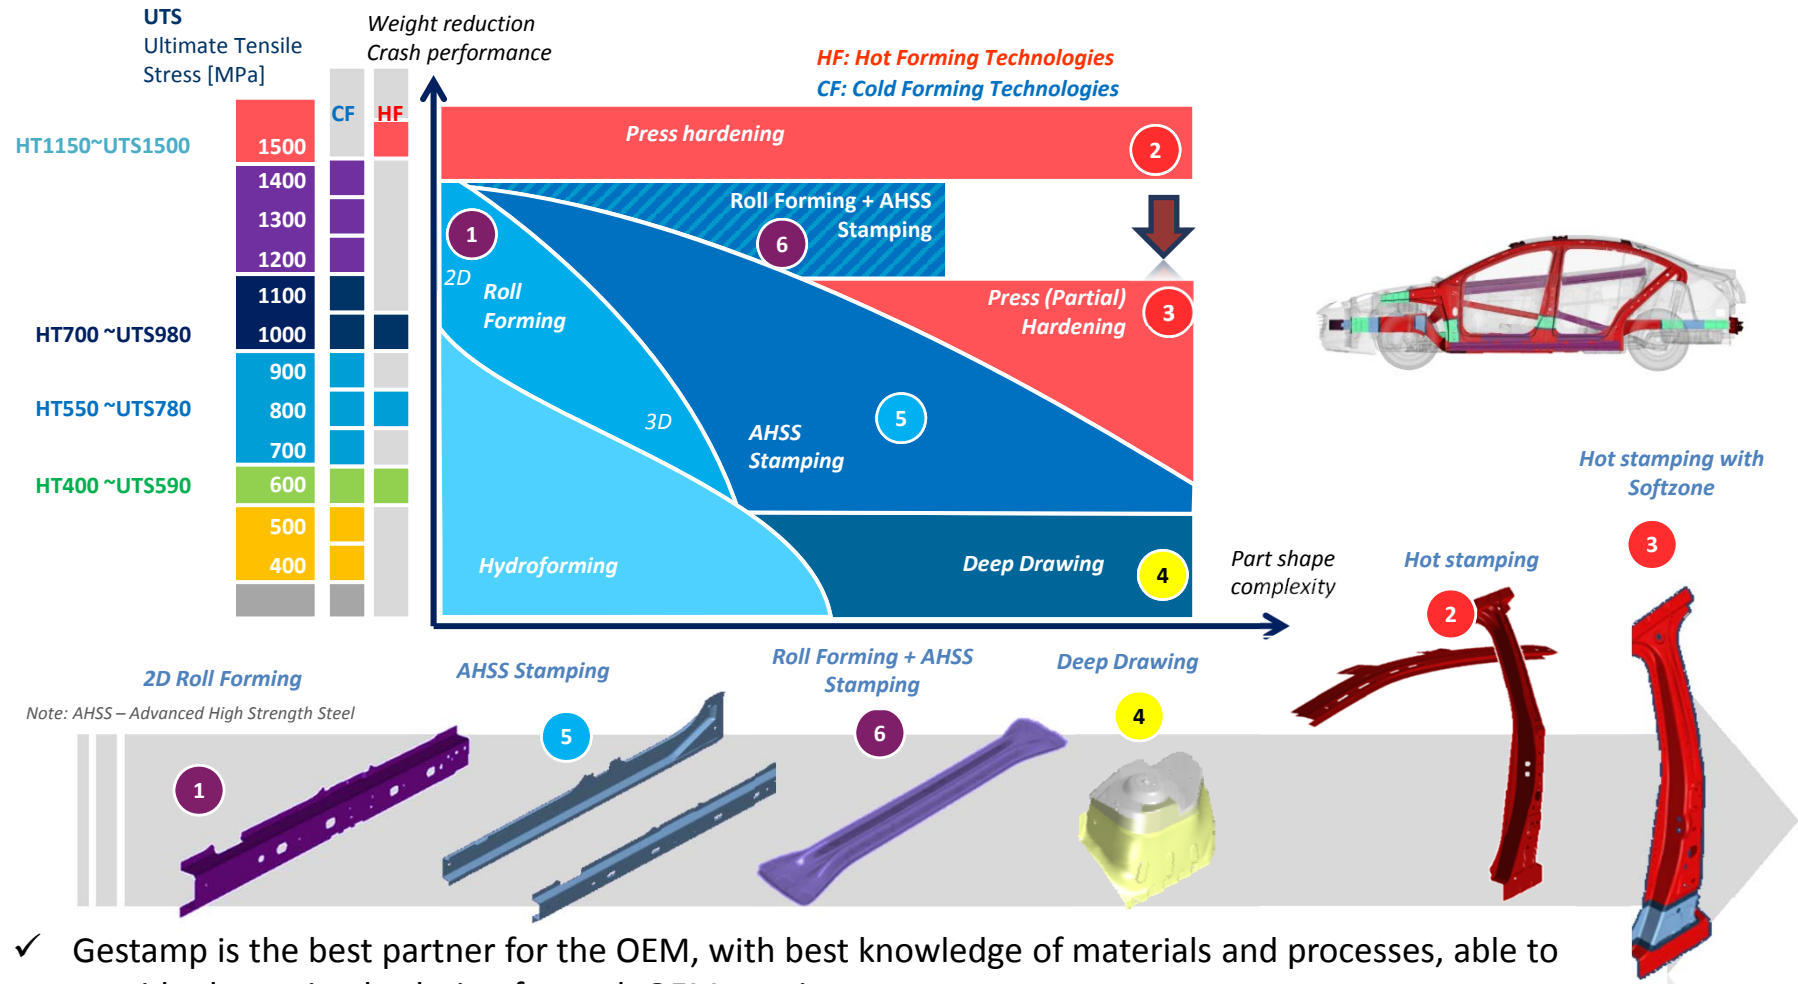 UTS
Ultimate Tensile
Stress [MPa]
Weight reduction
Crash performance
HF: Hot Forming Technologies
CF: Cold Forming Technologies
CF
HF
HT1150~UTS1500
HT700 ~UTS980
HT550 ~UTS780
HT400 ~UTS590
1500
1400
1300
1200
1100
1000
900
800
700
600
500
400
Press hardening
2
Roll Forming + AHSS
Stamping
6
1
2D
Roll
Forming
3D
Press (Partial)
Hardening
3
5
AHSS
Stamping
Hydroforming
Deep Drawing
4
Part shape
complexity
Hot stamping with
Softzone
3
Hot stamping
2
2D Roll Forming
Note: AHSS – Advanced High Strength Steel
1
AHSS Stamping
5
Roll Forming + AHSS
Stamping
6
Deep Drawing
4
✓ Gestamp is the best partner for the OEM, with best knowledge of materials and processes, able to